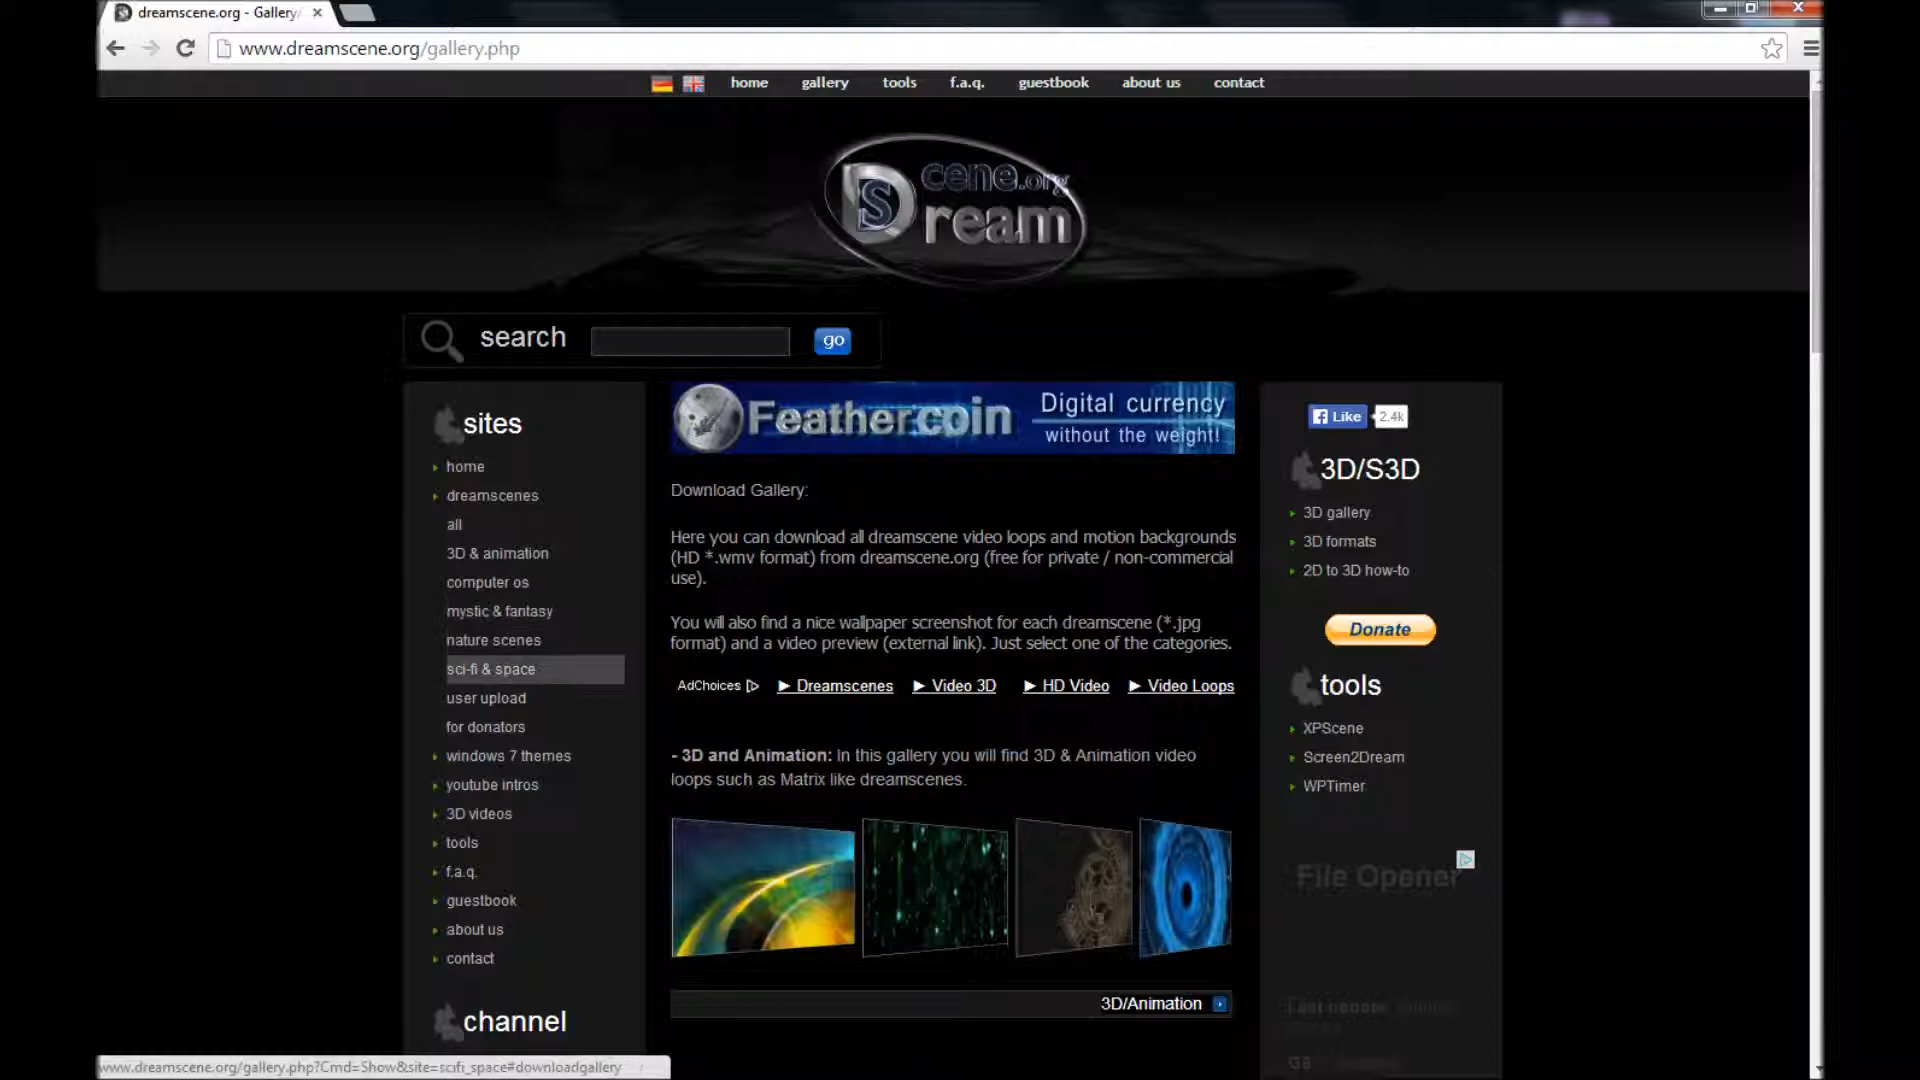 dreamscene.org - Gallery/
www.dreamscene.org/gallery.php
home gallery tools f.a.q. guestbook about us contact
DS cene.org
ream
search go
sites
home
dreamscenes
all
3D & animation
computer os
mystic & fantasy
nature scenes
sci-fi & space
user upload
for donators
windows 7 themes
youtube intros
3D videos
tools
f.a.q.
guestbook
about us
contact
channel
Feathercoin
Digital currency
without the weight!
Download Gallery:
Here you can download all dreamscene video loops and motion backgrounds
(HD *.wmv format) from dreamscene.org (free for private / non-commercial
use).
You will also find a nice wallpaper screenshot for each dreamscene (*.jpg
format) and a video preview (external link). Just select one of the categories.
AdChoices Dreamscenes Video 3D HD Video Video Loops
- 3D and Animation: In this gallery you will find 3D & Animation video
loops such as Matrix like dreamscenes.
3D/Animation
Like 2.4k
3D/S3D
3D gallery
3D formats
2D to 3D how-to
Donate
tools
XPScene
Screen2Dream
WPTimer
File Opener
GB
www.dreamscene.org/gallery.php?Cmd=Show&site=scifi_space#downloadgallery